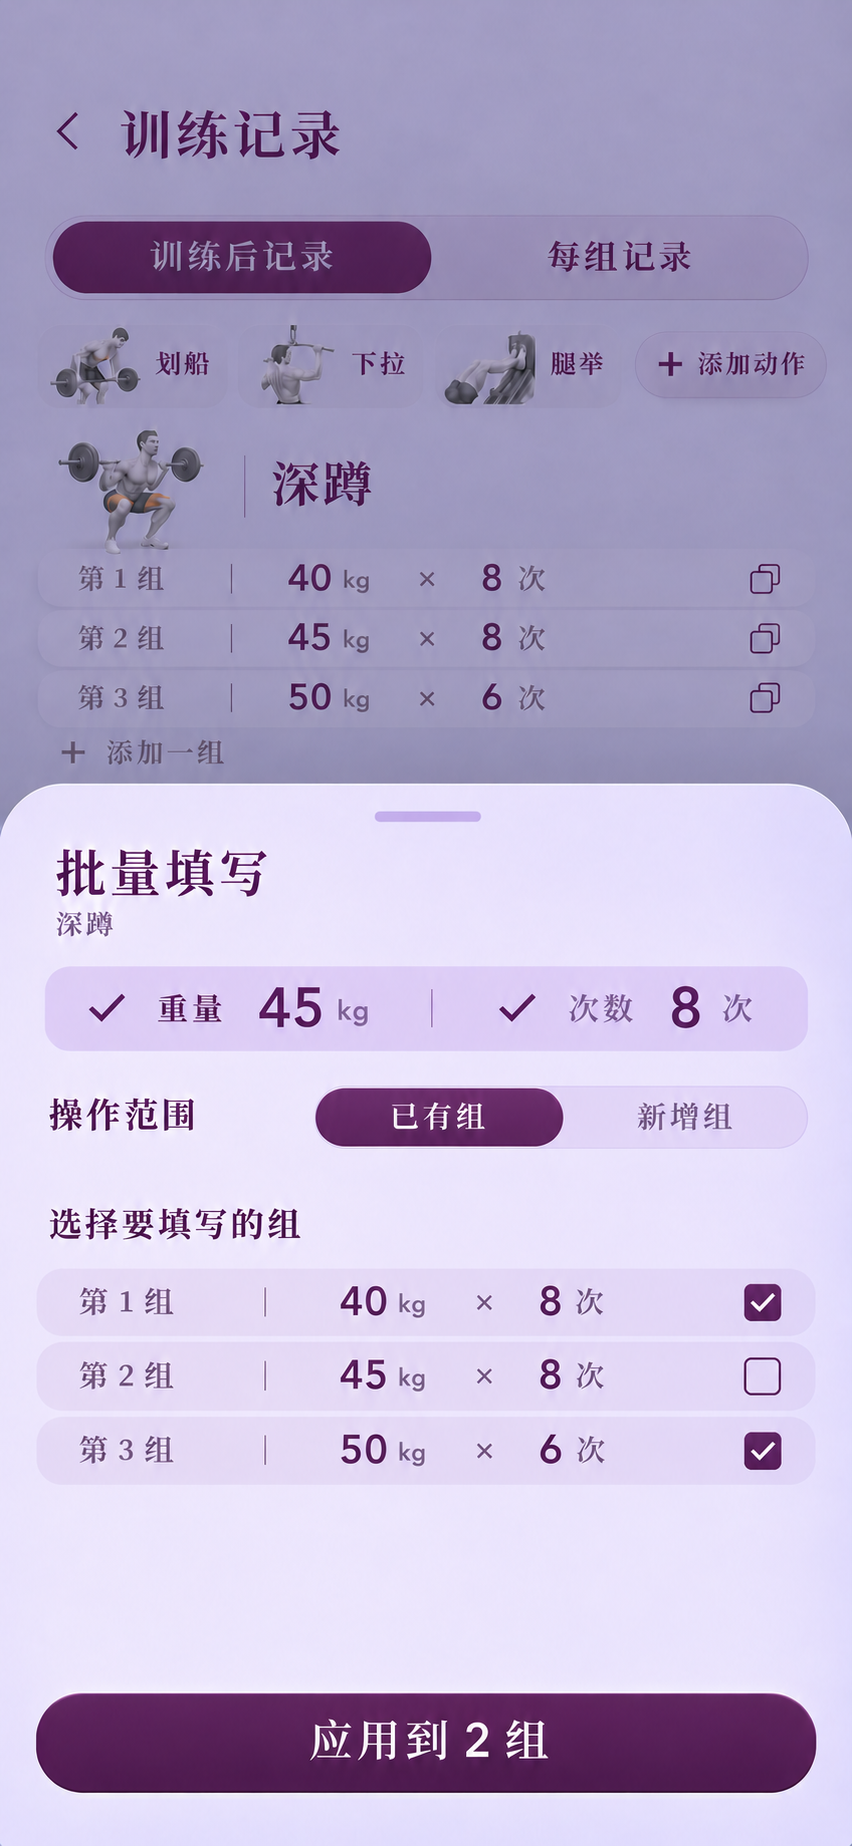 训练记录
训练后记录 每组记录
划船 下拉 腿举 + 添加动作
深蹲
第 1 组 40 kg × 8 次
第 2 组 45 kg × 8 次
第 3 组 50 kg × 6 次
+ 添加一组
批量填写
深蹲
重量 45 kg 次数 8 次
操作范围 已有组 新增组
选择要填写的组
第 1 组 40 kg × 8 次
第 2 组 45 kg × 8 次
第 3 组 50 kg × 6 次
应用到 2 组